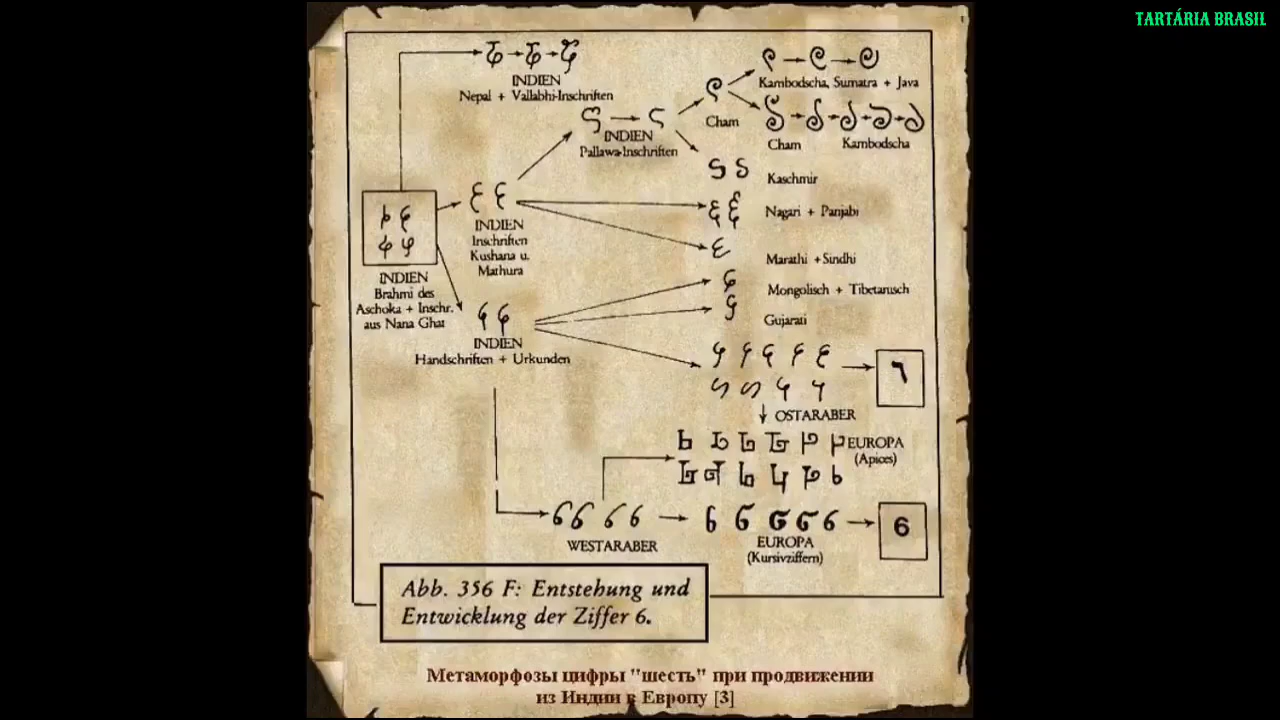 TARTÁRIA BRASIL
INDIEN
Nepal + Vallabhi-Inschriften
Kambodscha, Sumatra + Java
INDIEN
Pallawa-Inschriften
Cham
Cham
Kambodscha
Kaschmir
INDIEN
Inschriften
Kushana u.
Mathura
Nagari + Panjabi
Marathi + Sindhi
INDIEN
Brahmi des
Aschoka + Inschr.
aus Nana Ghat
Mongolisch + Tibetanisch
Gujarati
INDIEN
Handschriften + Urkunden
OSTARABER
EUROPA
(Apices)
6
WESTARABER
EUROPA
(Kursivziffern)
Abb. 356 F: Entstehung und
Entwicklung der Ziffer 6.
Метаморфозы цифры "шесть" при продвижении
из Индии в Европу [3]